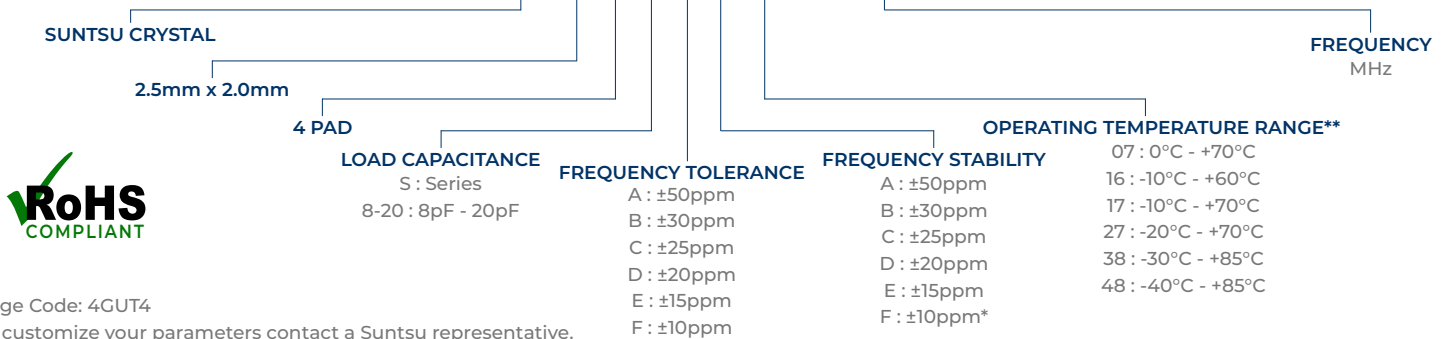 SUNTSU CRYSTAL
2.5mm x 2.0mm
4 PAD
LOAD CAPACITANCE
S : Series
8-20 : 8pF - 20pF
FREQUENCY TOLERANCE
A : ±50ppm
B : ±30ppm
C : ±25ppm
D : ±20ppm
E : ±15ppm
F : ±10ppm
FREQUENCY STABILITY
A : ±50ppm
B : ±30ppm
C : ±25ppm
D : ±20ppm
E : ±15ppm
F : ±10ppm*
OPERATING TEMPERATURE RANGE**
07 : 0°C - +70°C
16 : -10°C - +60°C
17 : -10°C - +70°C
27 : -20°C - +70°C
38 : -30°C - +85°C
48 : -40°C - +85°C
FREQUENCY
MHz
RoHS
COMPLIANT
ge Code: 4GUT4
customize your parameters contact a Suntsu representative.